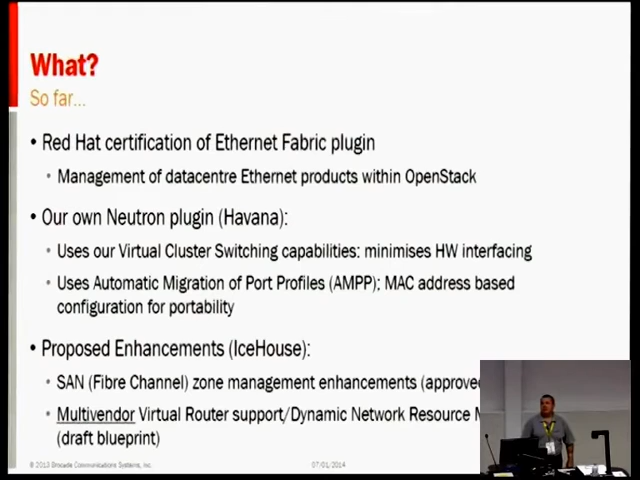 What?
So far...
• Red Hat certification of Ethernet Fabric plugin
• Management of datacentre Ethernet products within OpenStack
• Our own Neutron plugin (Havana):
• Uses our Virtual Cluster Switching capabilities: minimises HW interfacing
• Uses Automatic Migration of Port Profiles (AMPP); MAC address based
configuration for portability
• Proposed Enhancements (IceHouse):
• SAN (Fibre Channel) zone management enhancements (approved
• Multivendor Virtual Router support/Dynamic Network Resource M
(draft blueprint)
© 2013 Brocade Communications Systems, Inc.
07/01/2014